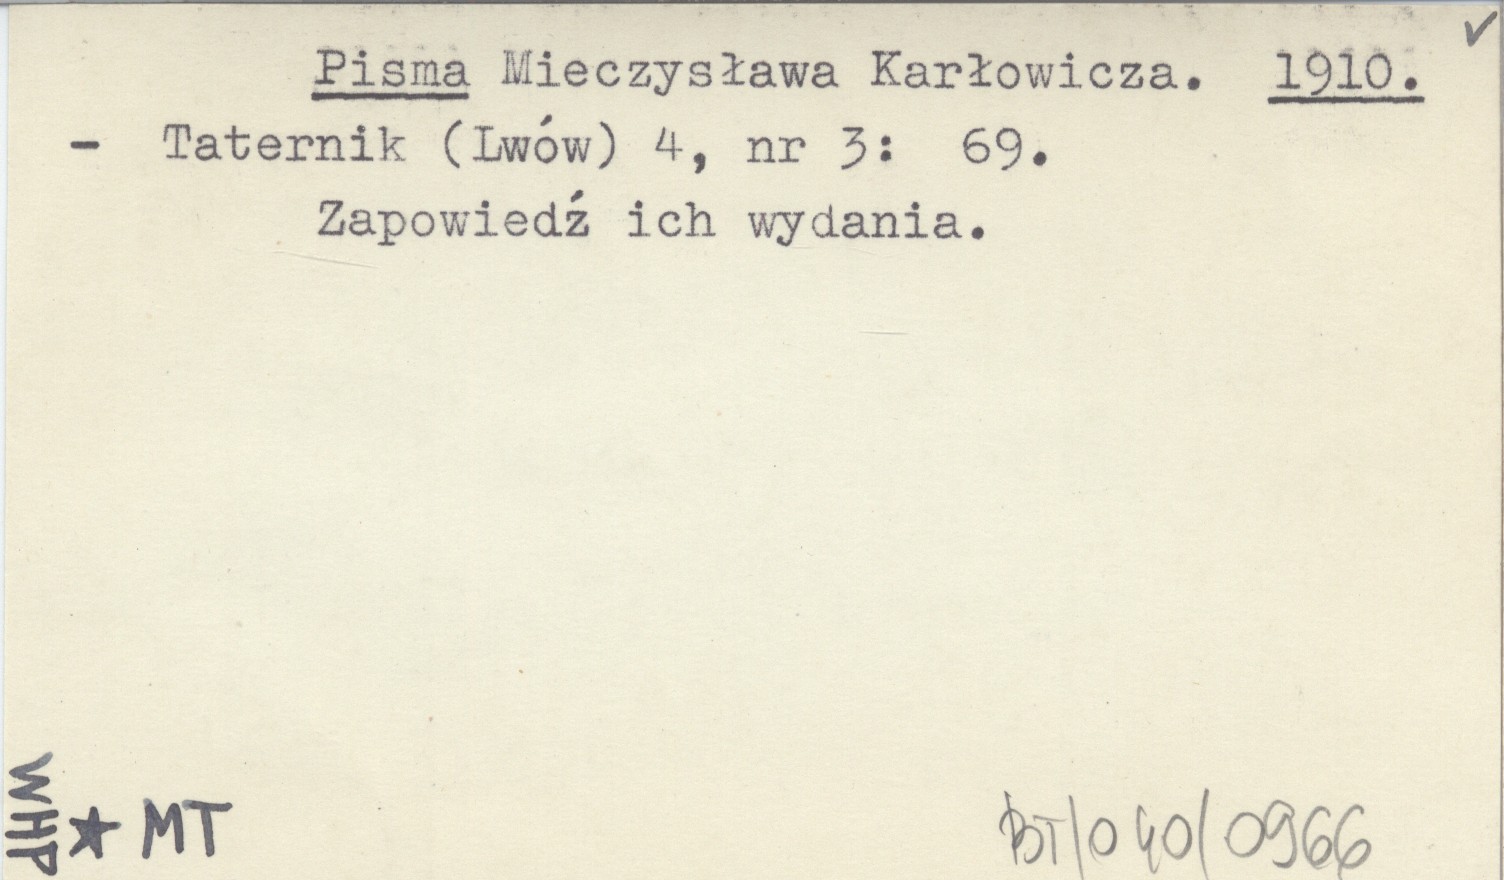 Pisma Mieczysława Karłowicza. 1910.
- Taternik (Lwów) 4, nr 3: 69.
Zapowiedź ich wydania.
WHP
★ MT
BT/040/0966